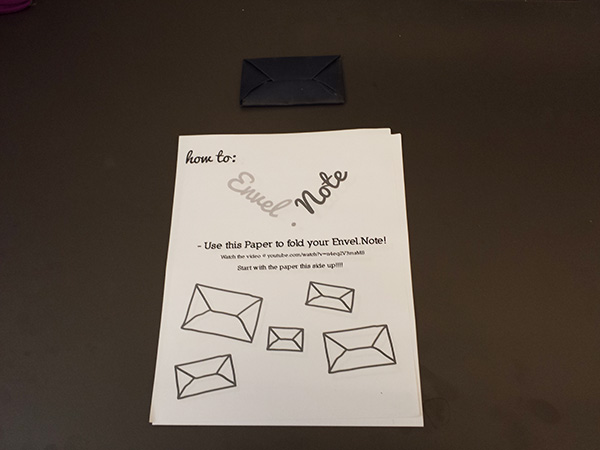 how to:
Envel.Note
- Use this Paper to fold your Envel.Note!
Watch the video @ youtube.com/watch?v=
Start with the paper this side up!!!!